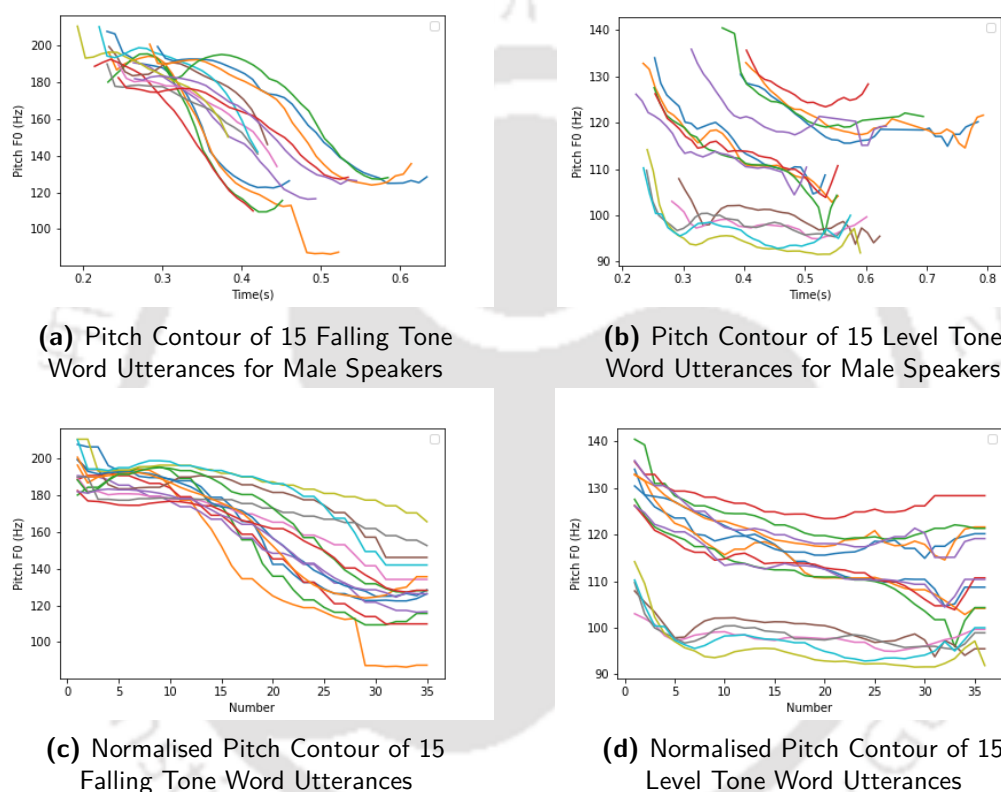 200
180
160
140
120
100
Pitch F0 (Hz)
0.2 0.3 0.4 0.5 0.6
Time(s)
140
130
120
110
100
90
Pitch F0 (Hz)
0.2 0.3 0.4 0.5 0.6 0.7 0.8
Time(s)
(a) Pitch Contour of 15 Falling Tone
Word Utterances for Male Speakers
(b) Pitch Contour of 15 Level Tone
Word Utterances for Male Speakers
200
180
160
140
120
100
Pitch F0 (Hz)
0 5 10 15 20 25 30 35
Number
140
130
120
110
100
90
Pitch F0 (Hz)
0 5 10 15 20 25 30 35
Number
(c) Normalised Pitch Contour of 15
Falling Tone Word Utterances
(d) Normalised Pitch Contour of 15
Level Tone Word Utterances